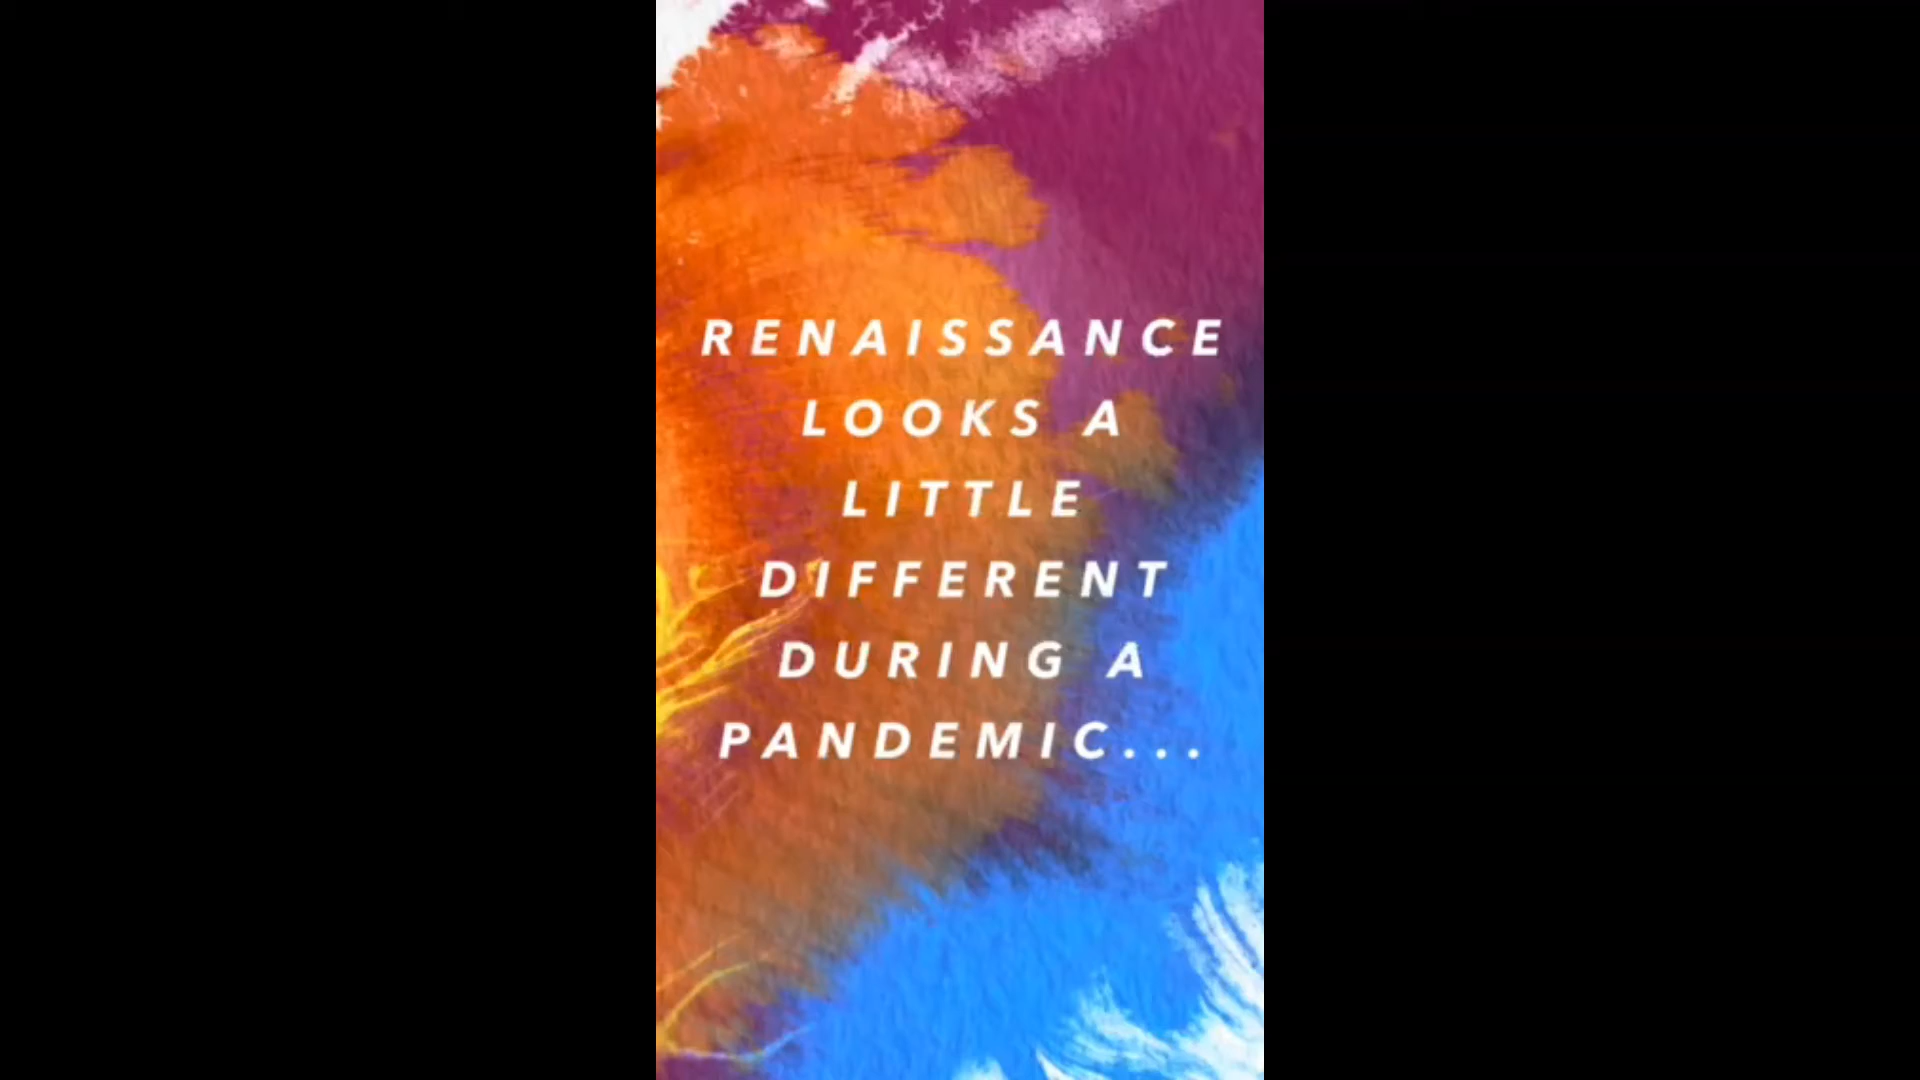 RENAISSANCE
LOOKS A
LITTLE
DIFFERENT
DURING A
PANDEMIC...